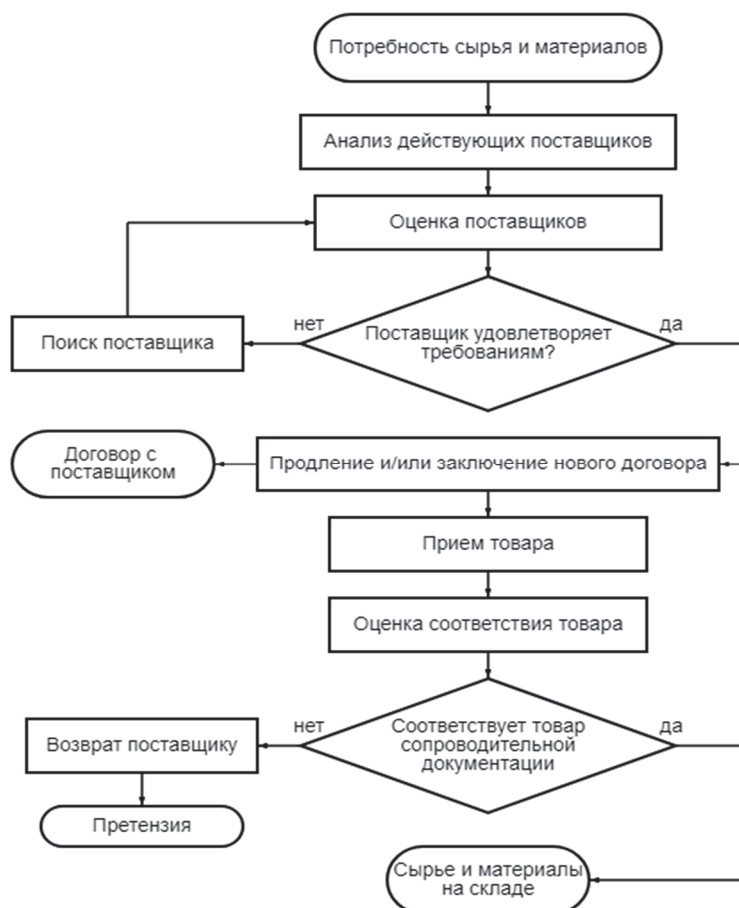 Потребность сырья и материалов
Анализ действующих поставщиков
Оценка поставщиков
нет
да
Поиск поставщика
Поставщик удовлетворяет
требованиям?
Договор с
поставщиком
Продление и/или заключение нового договора
Прием товара
Оценка соответствия товара
нет
да
Возврат поставщику
Соответствует товар
сопроводительной
документации
Претензия
Сырье и материалы
на складе